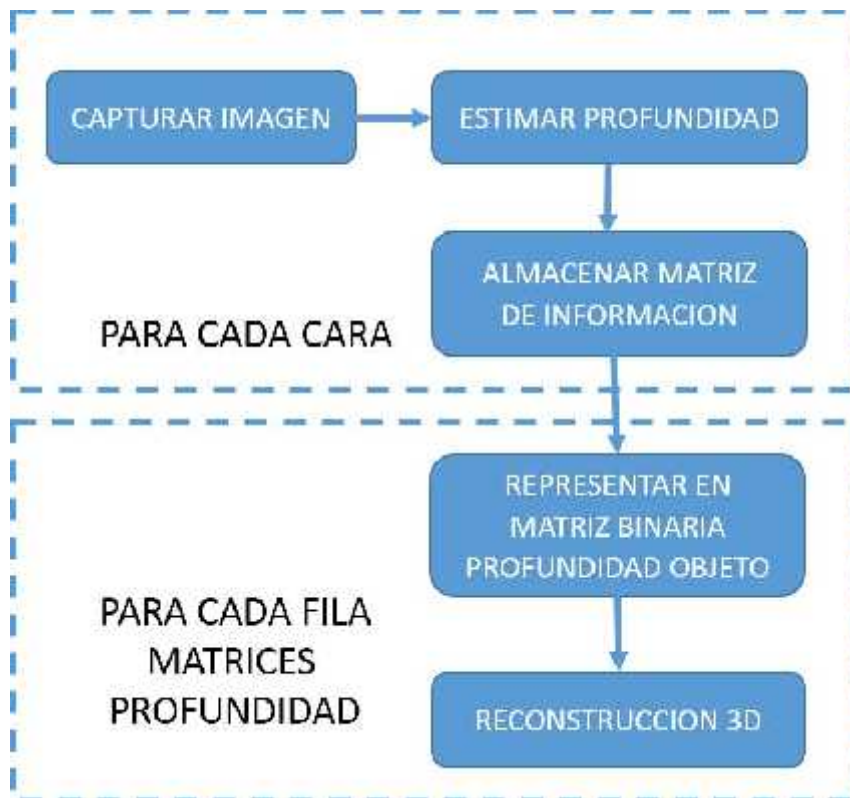 CAPTURAR IMAGEN
ESTIMAR PROFUNDIDAD
ALMACENAR MATRIZ
DE INFORMACION
PARA CADA CARA
REPRESENTAR EN
MATRIZ BINARIA
PROFUNDIDAD OBJETO
PARA CADA FILA
MATRICES
PROFUNDIDAD
RECONSTRUCCION 3D